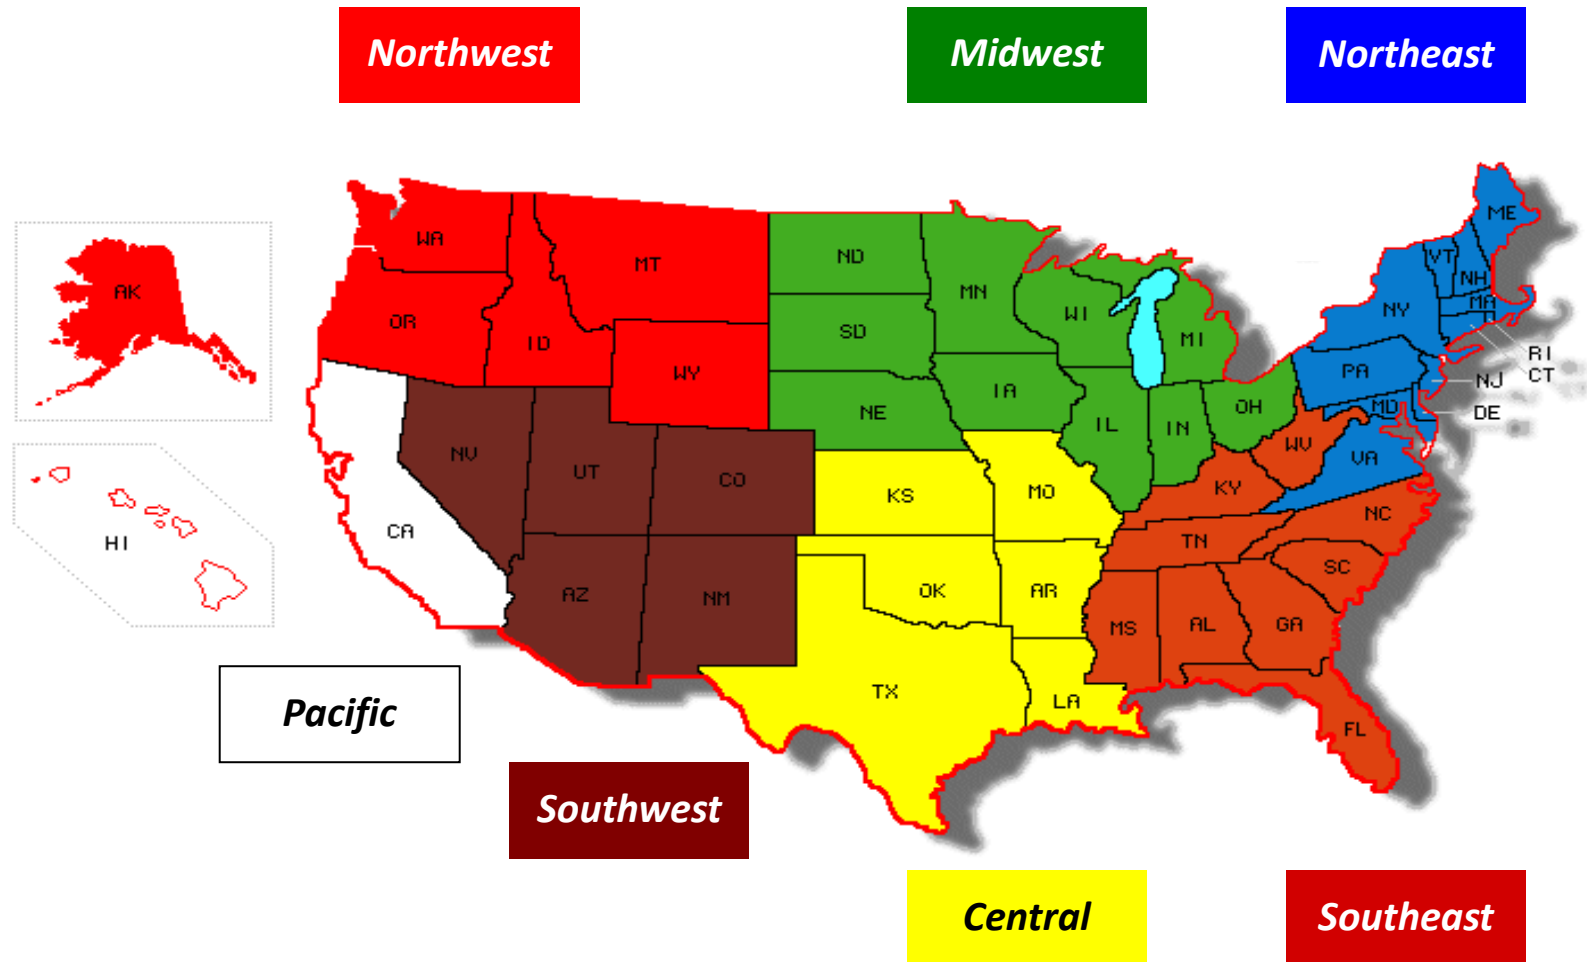 Northwest
Midwest
Northeast
ME
WA
VT
ND
MT
NH
AK
MN
MA
NY
WI
OR
SD
MI
ID
RI
PA
WY
CT
NJ
IA
MD
OH
NE
DE
IL
IN
WV
NV
VA
UT
CO
KY
MO
KS
NC
CA
TN
HI
SC
OK
AR
AZ
NM
GA
AL
MS
TX
LA
Pacific
FL
Southwest
Central
Southeast